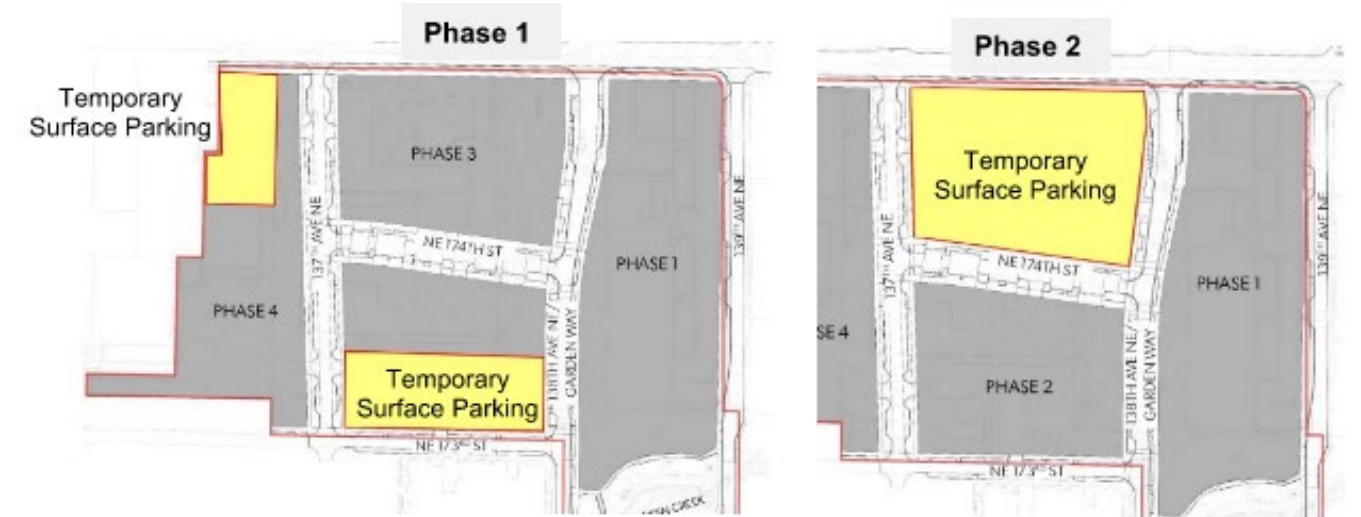 Phase 1
Temporary
Surface Parking
PHASE 3
137TH AVE NE
NE 174TH ST
PHASE 1
139TH AVE NE
PHASE 4
138TH AVE NE/
GARDEN WAY
Temporary
Surface Parking
NE 173RD ST
CREEK
Phase 2
Temporary
Surface Parking
137TH AVE NE
NE 174TH ST
PHASE 1
139TH AVE NE
SE 4
138TH AVE NE/
GARDEN WAY
PHASE 2
NE 173RD ST